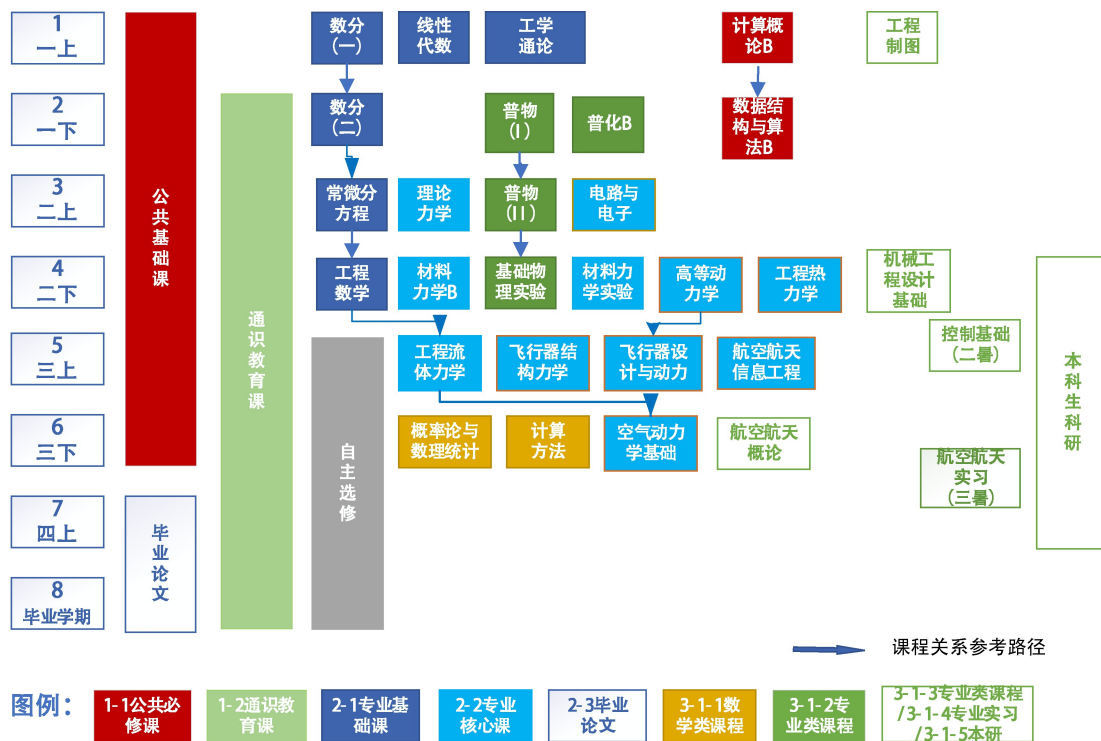 1
一上
数分
(一)
线性
代数
工学
通论
计算概
论B
工程
制图
2
一下
数分
(二)
普物
(I)
普化B
数据结
构与算
法B
3
二上
常微分
方程
理论
力学
普物
(II)
电路与
电子
4
二下
工程
数学
材料
力学B
基础物
理实验
材料力
学实验
高等动
力学
工程热
力学
机械工
程设计
基础
5
三上
工程流
体力学
飞行器结
构力学
飞行器设
计与动力
航空航天
信息工程
控制基础
(二暑)
6
三下
概率论与
数理统计
计算
方法
空气动力
学基础
航空航天
概论
航空航天
实习
(三暑)
7
四上
8
毕业学期
公共基础课
毕业论文
通识教育课
自主选修
本科生科研
课程关系参考路径
图例：
1-1公共必
修课
1-2通识教
育课
2-1专业基
础课
2-2专业
核心课
2-3毕业
论文
3-1-1数
学类课程
3-1-2专
业类课程
3-1-3专业类课程
/3-1-4专业实习
/3-1-5本研